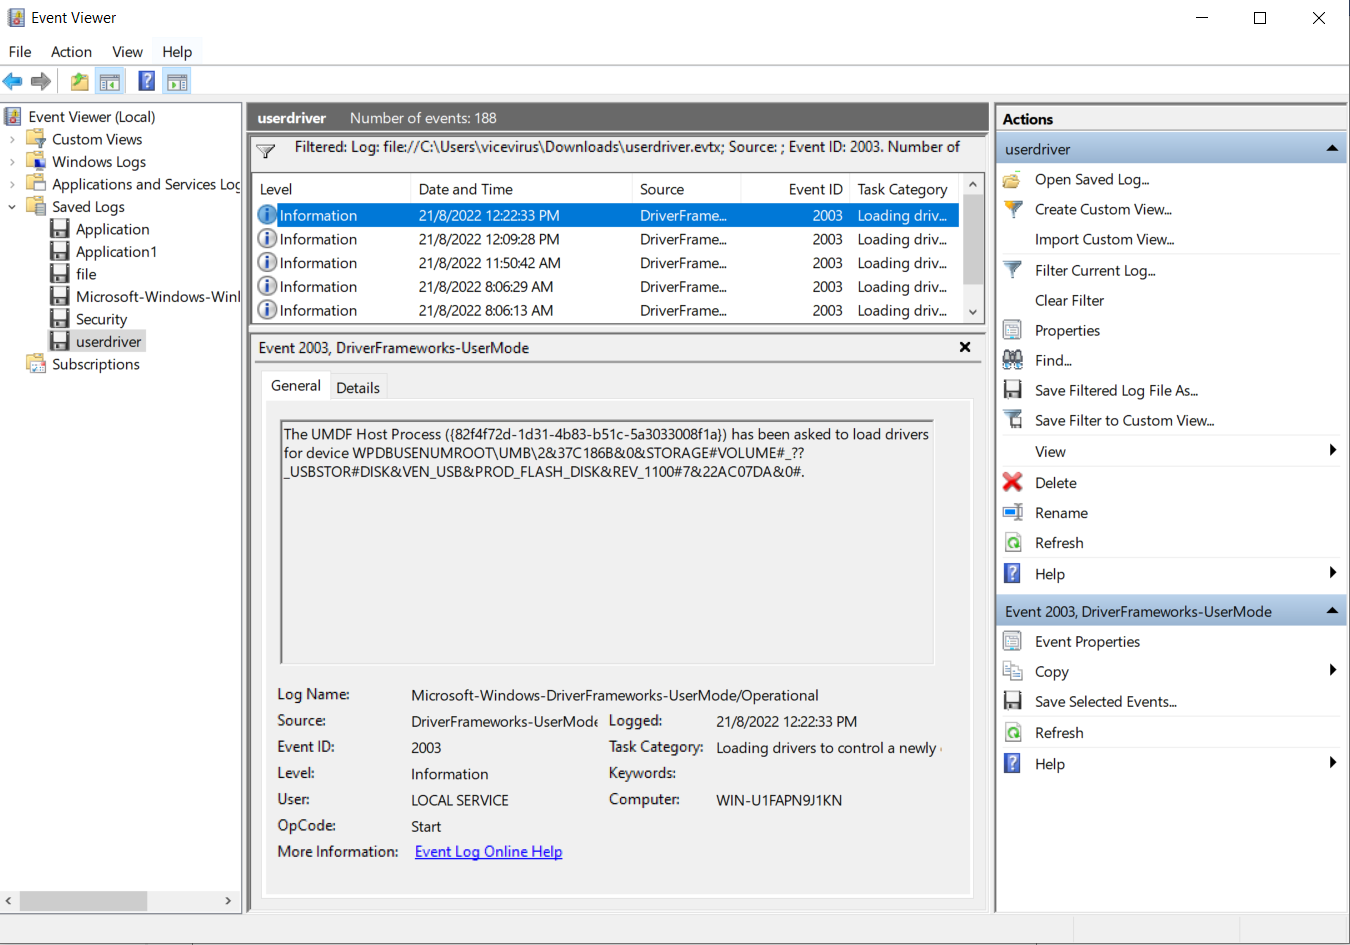 Event Viewer
File Action View Help
Event Viewer (Local)
Custom Views
Windows Logs
Applications and Services Log
Saved Logs
Application
Application1
file
Microsoft-Windows-Winl
Security
userdriver
Subscriptions
userdriver Number of events: 188
Filtered: Log: file://C:\Users\vicevirus\Downloads\userdriver.evtx; Source: ; Event ID: 2003. Number of
Level Date and Time Source Event ID Task Category
Information 21/8/2022 12:22:33 PM DriverFrame... 2003 Loading driv...
Information 21/8/2022 12:09:28 PM DriverFrame... 2003 Loading driv...
Information 21/8/2022 11:50:42 AM DriverFrame... 2003 Loading driv...
Information 21/8/2022 8:06:29 AM DriverFrame... 2003 Loading driv...
Information 21/8/2022 8:06:13 AM DriverFrame... 2003 Loading driv...
Event 2003, DriverFrameworks-UserMode
General Details
The UMDF Host Process ({82f4f72d-1d31-4b83-b51c-5a3033008f1a}) has been asked to load drivers
for device WPDBUSENUMROOT\UMB\2&37C186B&0&STORAGE#VOLUME#_??
_USBSTOR#DISK&VEN_USB&PROD_FLASH_DISK&REV_1100#7&22AC07DA&0#.
Log Name: Microsoft-Windows-DriverFrameworks-UserMode/Operational
Source: DriverFrameworks-UserMode Logged: 21/8/2022 12:22:33 PM
Event ID: 2003 Task Category: Loading drivers to control a newly
Level: Information Keywords:
User: LOCAL SERVICE Computer: WIN-U1FAPN9J1KN
OpCode: Start
More Information: Event Log Online Help
Actions
userdriver
Open Saved Log...
Create Custom View...
Import Custom View...
Filter Current Log...
Clear Filter
Properties
Find...
Save Filtered Log File As...
Save Filter to Custom View...
View
Delete
Rename
Refresh
Help
Event 2003, DriverFrameworks-UserMode
Event Properties
Copy
Save Selected Events...
Refresh
Help